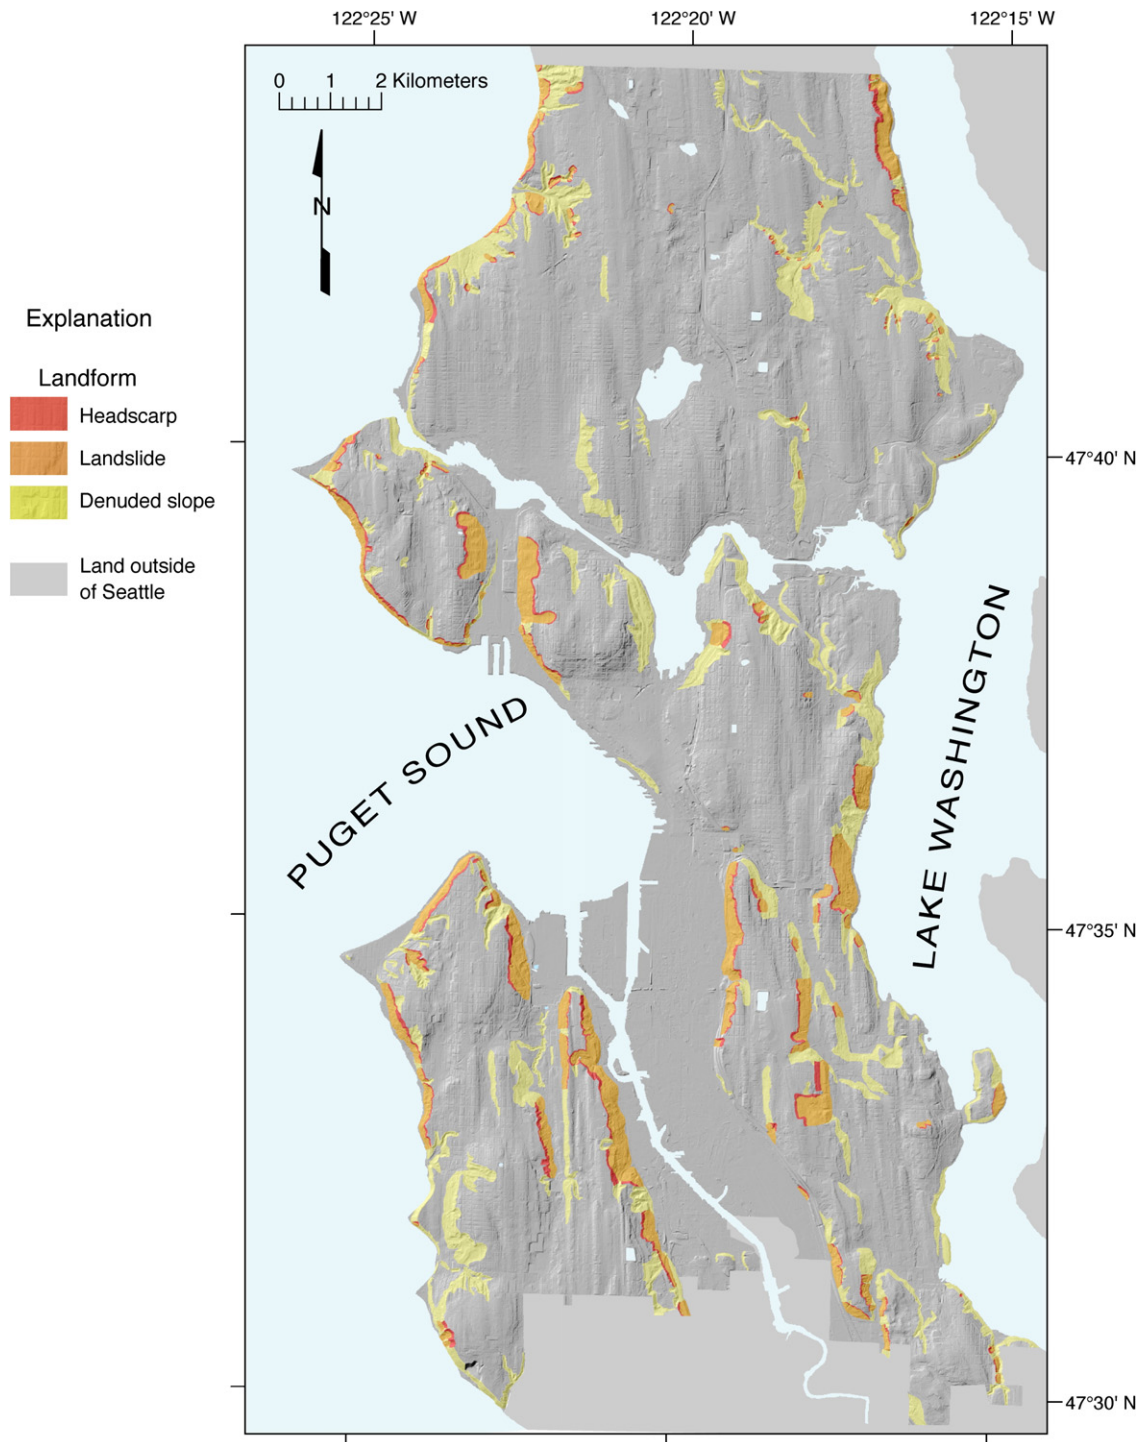 122°25' W 122°20' W 122°15' W
0 1 2 Kilometers
N
Explanation
Landform
Headscarp
Landslide
Denuded slope
Land outside
of Seattle
47°40' N
PUGET SOUND
LAKE WASHINGTON
47°35' N
47°30' N